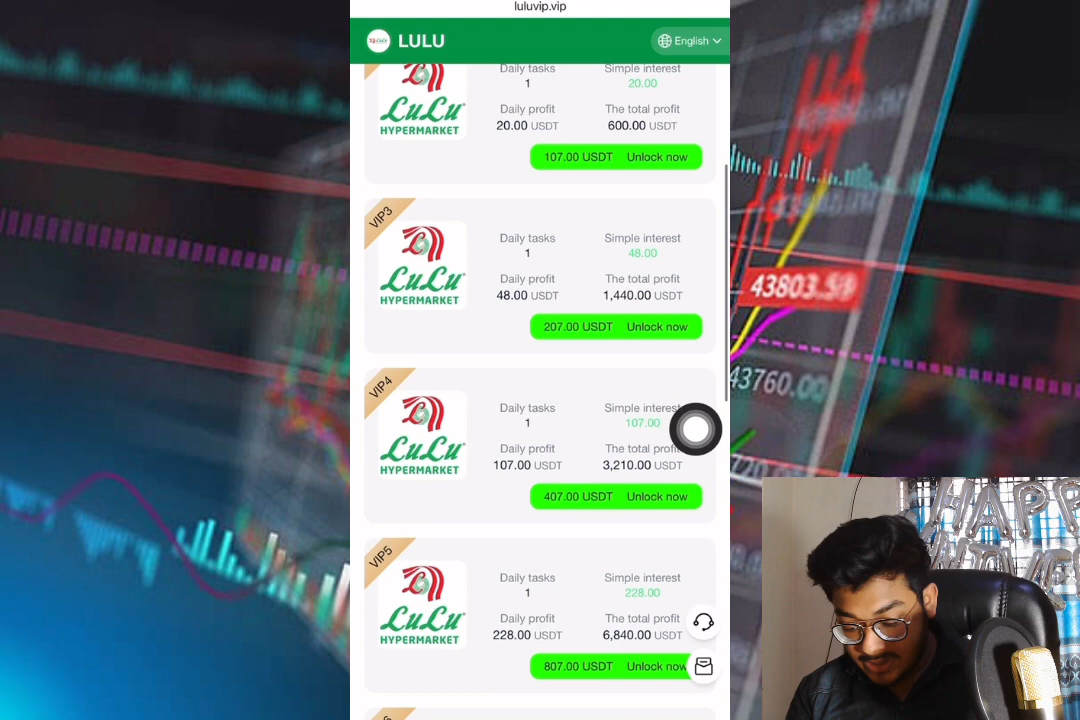 luluvip.vip
LULU
English
Daily tasks
Simple interest
1
20.00
Daily profit
The total profit
20.00 USDT
600.00 USDT
LuLu
HYPERMARKET
107.00 USDT Unlock now
VIP3
Daily tasks
Simple interest
1
48.00
Daily profit
The total profit
48.00 USDT
1,440.00 USDT
LuLu
HYPERMARKET
207.00 USDT Unlock now
VIP4
Daily tasks
Simple interest
1
107.00
Daily profit
The total profit
107.00 USDT
3,210.00 USDT
LuLu
HYPERMARKET
407.00 USDT Unlock now
VIP5
Daily tasks
Simple interest
1
228.00
Daily profit
The total profit
228.00 USDT
6,840.00 USDT
LuLu
HYPERMARKET
807.00 USDT Unlock now
43803.59
43760.00
HAPP